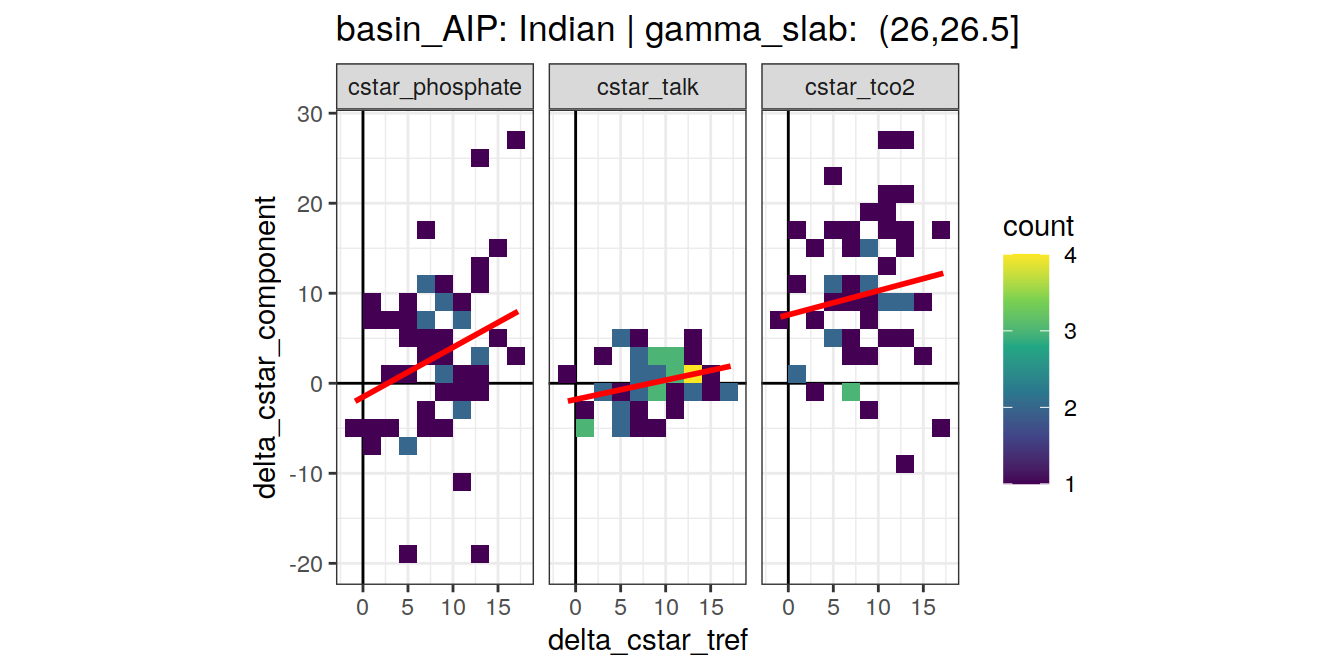 basin_AIP: Indian | gamma_slab:  (26,26.5]
cstar_phosphate
cstar_talk
cstar_tco2
30
20
10
0
-10
-20
delta_cstar_component
0 5 10 15
0 5 10 15
0 5 10 15
delta_cstar_tref
count
4
3
2
1